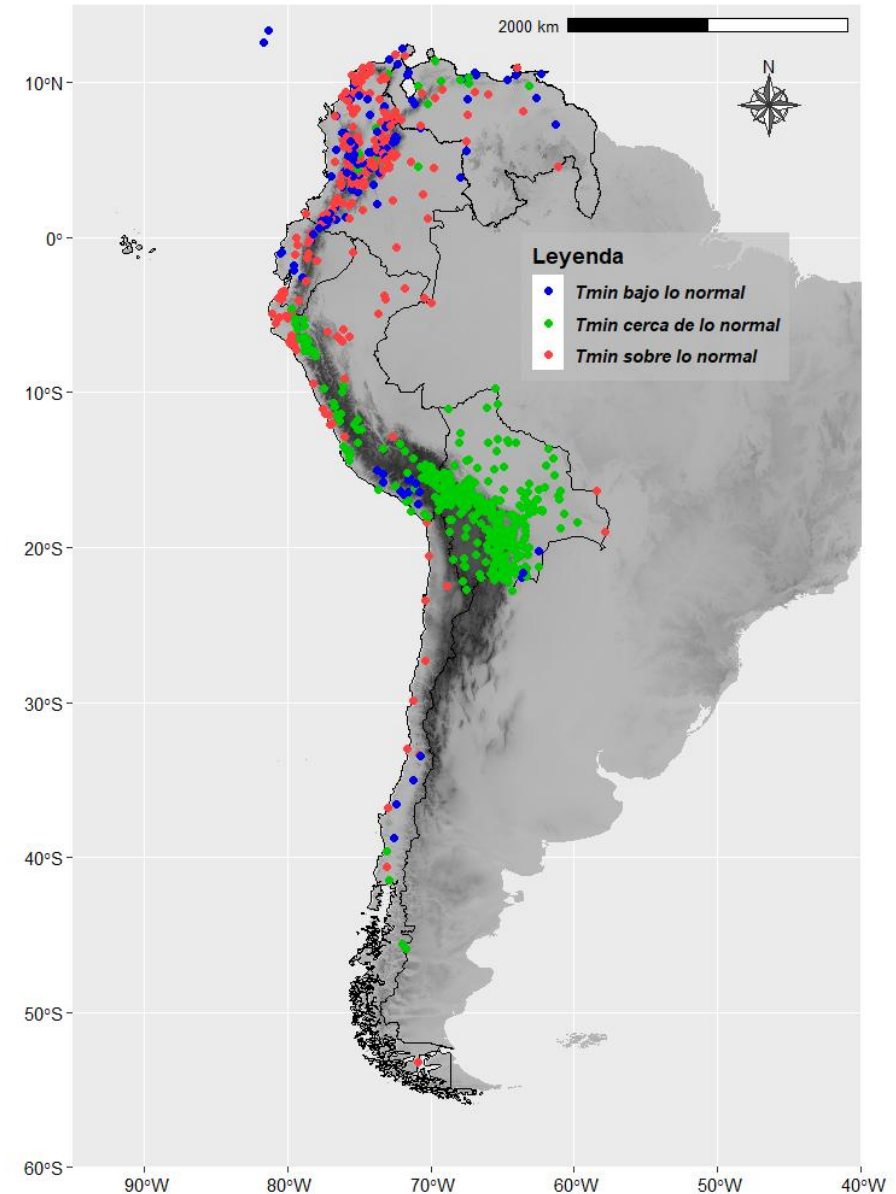 2000 km
N
10°N
0°
10°S
20°S
30°S
40°S
50°S
60°S
Leyenda
Tmin bajo lo normal
Tmin cerca de lo normal
Tmin sobre lo normal
90°W 80°W 70°W 60°W 50°W 40°W